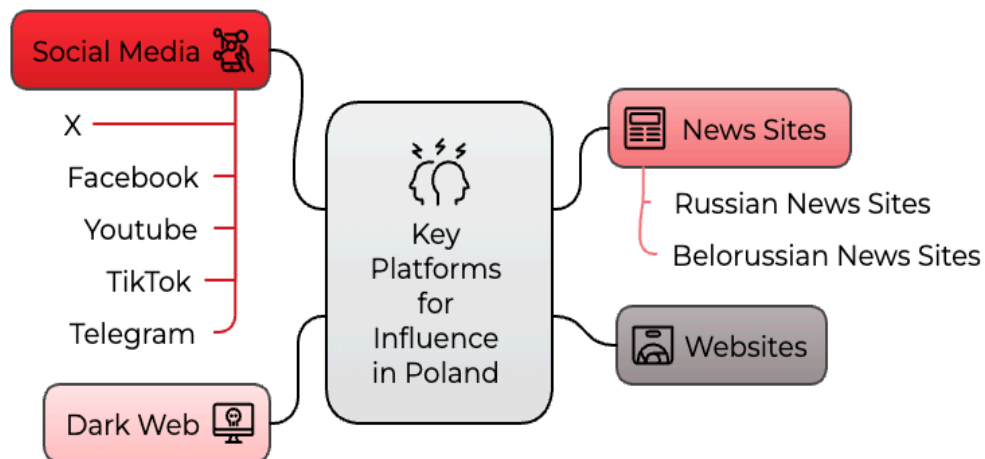 Social Media
X
Facebook
Youtube
TikTok
Telegram
Dark Web
Key
Platforms
for
Influence
in Poland
News Sites
Russian News Sites
Belorussian News Sites
Websites